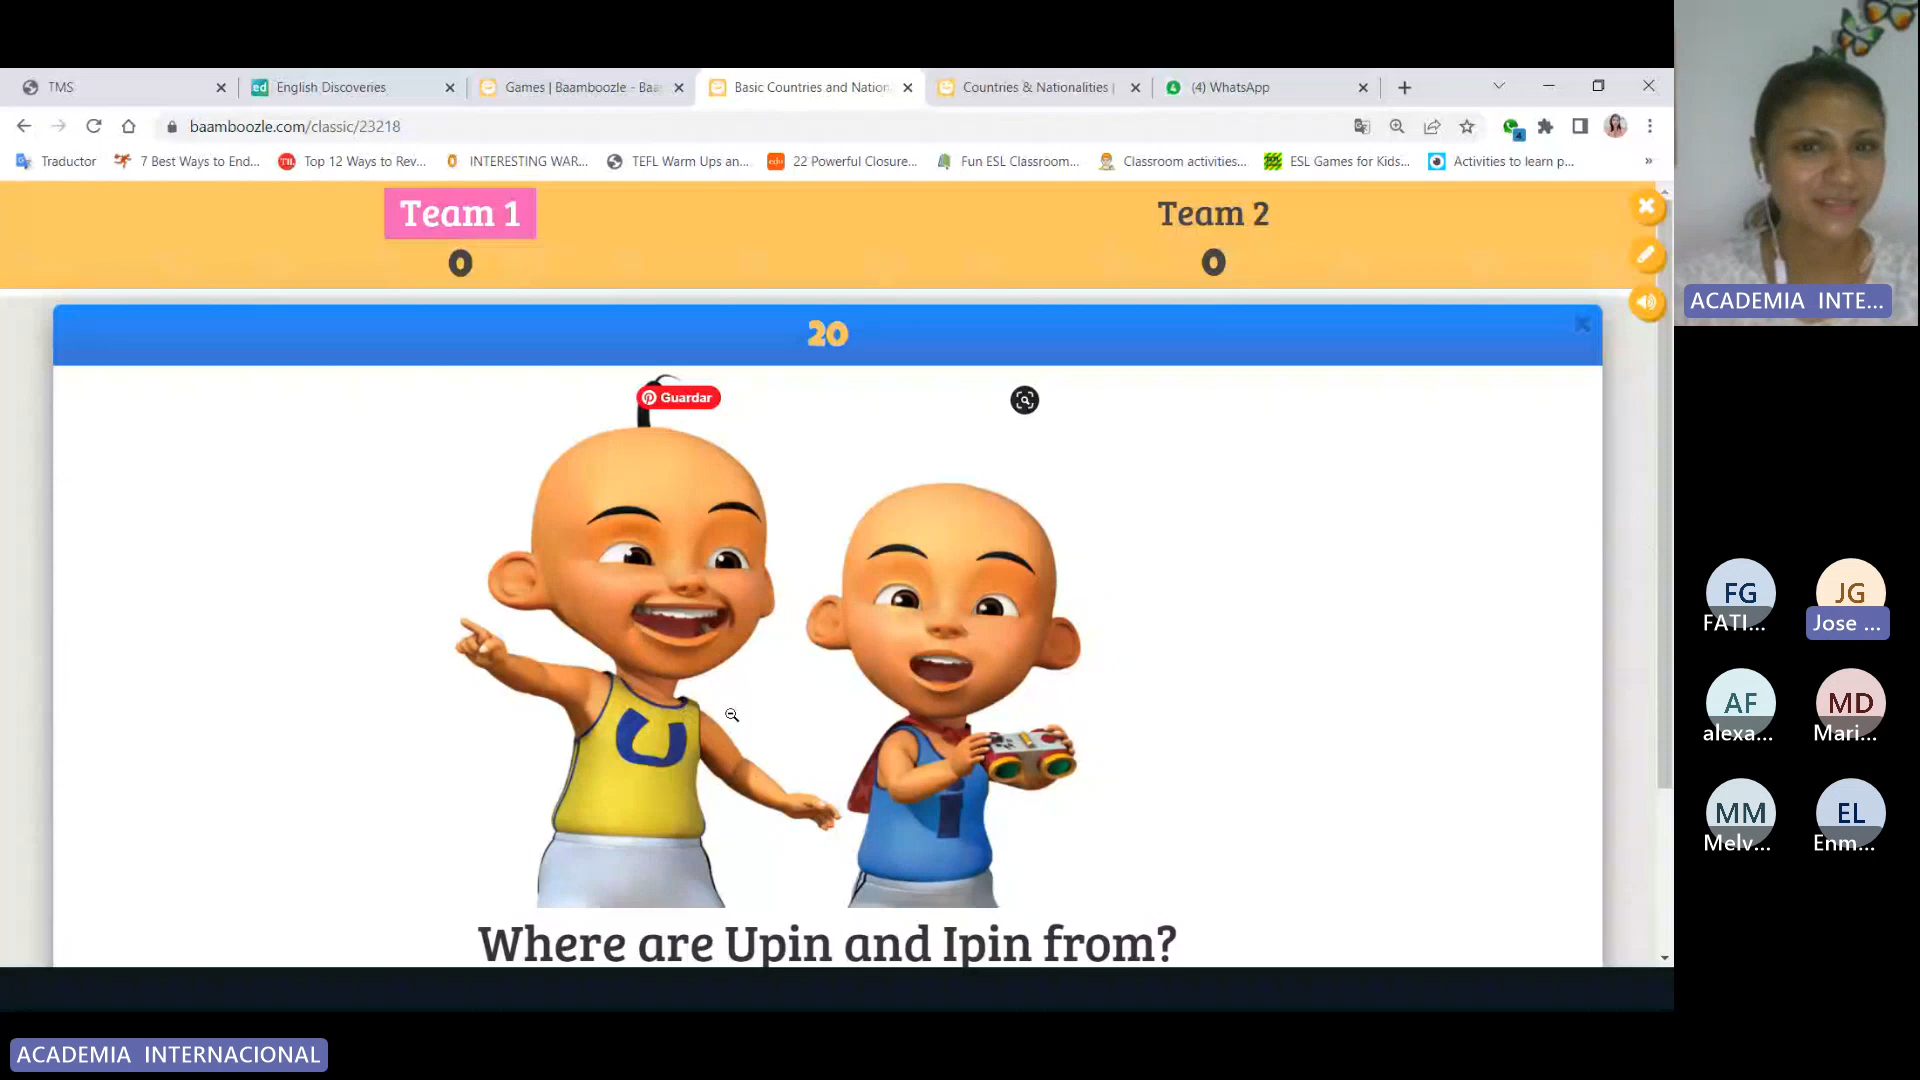 TMS
English Discoveries
Games | Baamboozle - Baa
Basic Countries and Nation
Countries & Nationalities |
(4) WhatsApp
baamboozle.com/classic/23218
Traductor
7 Best Ways to End...
Top 12 Ways to Rev...
INTERESTING WAR...
TEFL Warm Ups an...
22 Powerful Closure...
Fun ESL Classroom...
Classroom activities...
ESL Games for Kids...
Activities to learn p...
»
Team 1
0
Team 2
0
20
Guardar
U
i
Where are Upin and Ipin from?
ACADEMIA INTE...
FG
FATI...
JG
Jose ...
AF
alexa...
MD
Mari...
MM
Melv...
EL
Enm...
ACADEMIA INTERNACIONAL